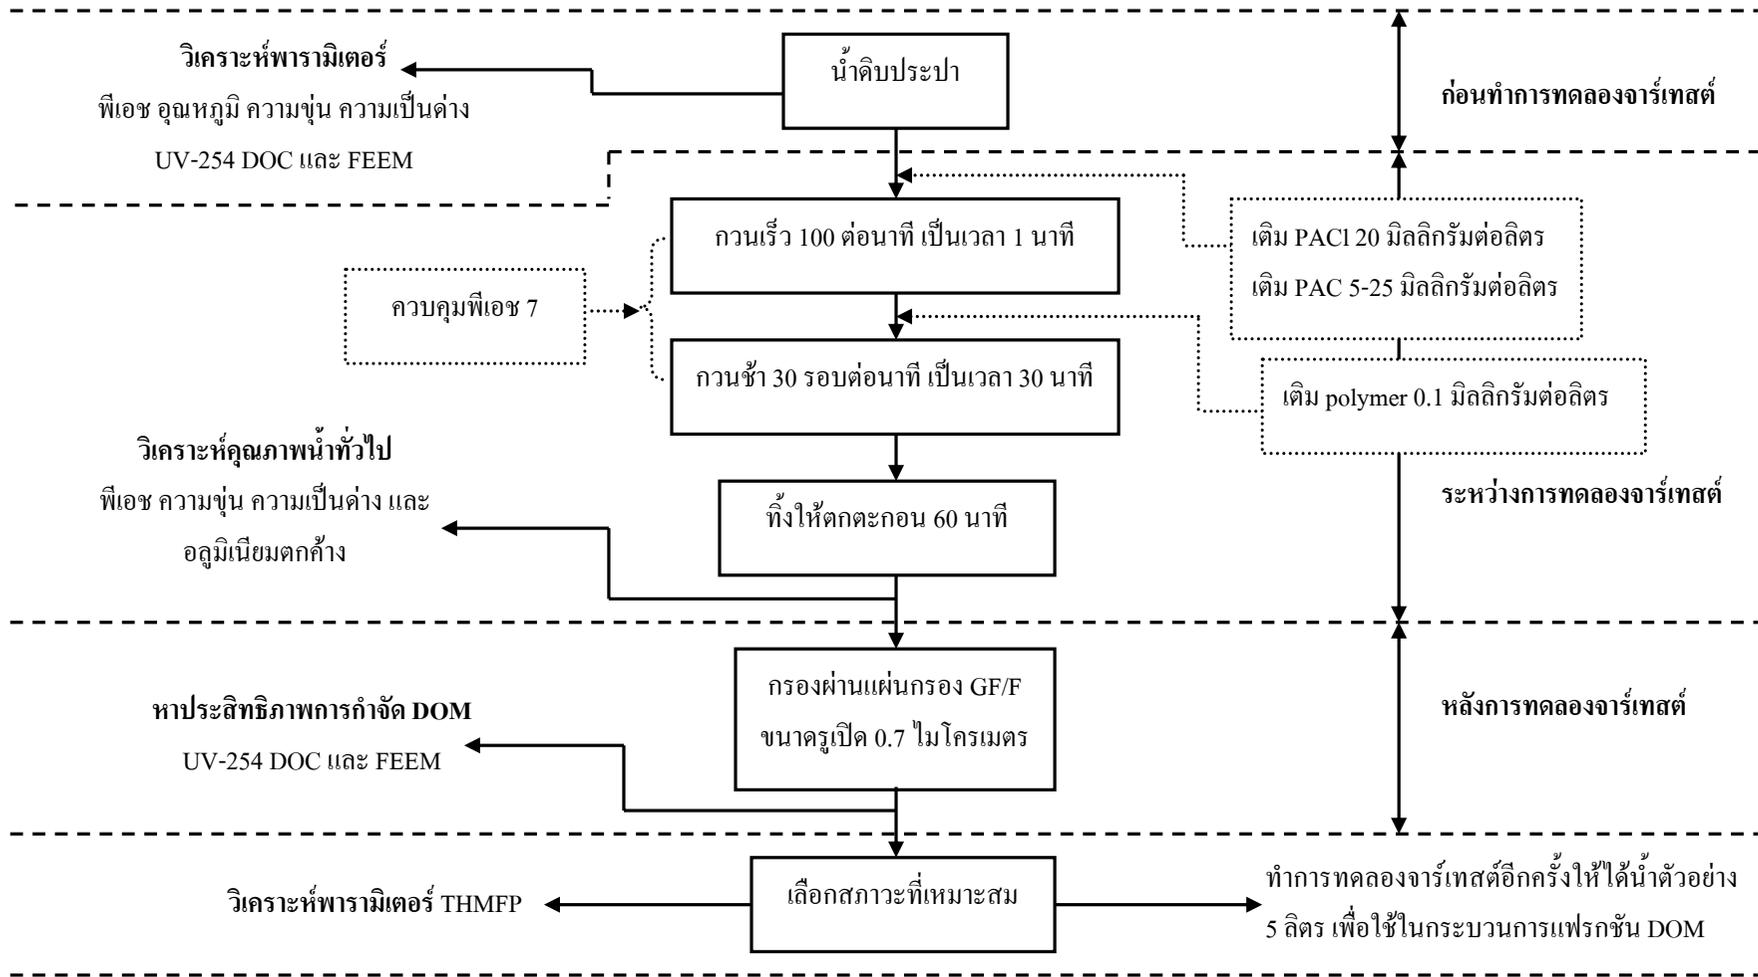 วิเคราะห์พารามิเตอร์
พีเอช อุณหภูมิ ความขุ่น ความเป็นด่าง
UV-254 DOC และ FEEM
น้ำดิบประปา
ก่อนทำการทดลองจาร์เทสต์
กวนเร็ว 100 ต่อนาที เป็นเวลา 1 นาที
เติม PACl 20 มิลลิกรัมต่อลิตร
เติม PAC 5-25 มิลลิกรัมต่อลิตร
ควบคุมพีเอช 7
กวนช้า 30 รอบต่อนาที เป็นเวลา 30 นาที
เติม polymer 0.1 มิลลิกรัมต่อลิตร
วิเคราะห์คุณภาพน้ำทั่วไป
พีเอช ความขุ่น ความเป็นด่าง และ
อลูมิเนียมตกค้าง
ทิ้งให้ตกตะกอน 60 นาที
ระหว่างการทดลองจาร์เทสต์
กรองผ่านแผ่นกรอง GF/F
ขนาดรูเปิด 0.7 ไมโครเมตร
หาประสิทธิภาพการกำจัด DOM
UV-254 DOC และ FEEM
หลังการทดลองจาร์เทสต์
เลือกสภาวะที่เหมาะสม
วิเคราะห์พารามิเตอร์ THMFP
ทำการทดลองจาร์เทสต์อีกครั้งให้ได้น้ำตัวอย่าง
5 ลิตร เพื่อใช้ในกระบวนการแฟรกชัน DOM